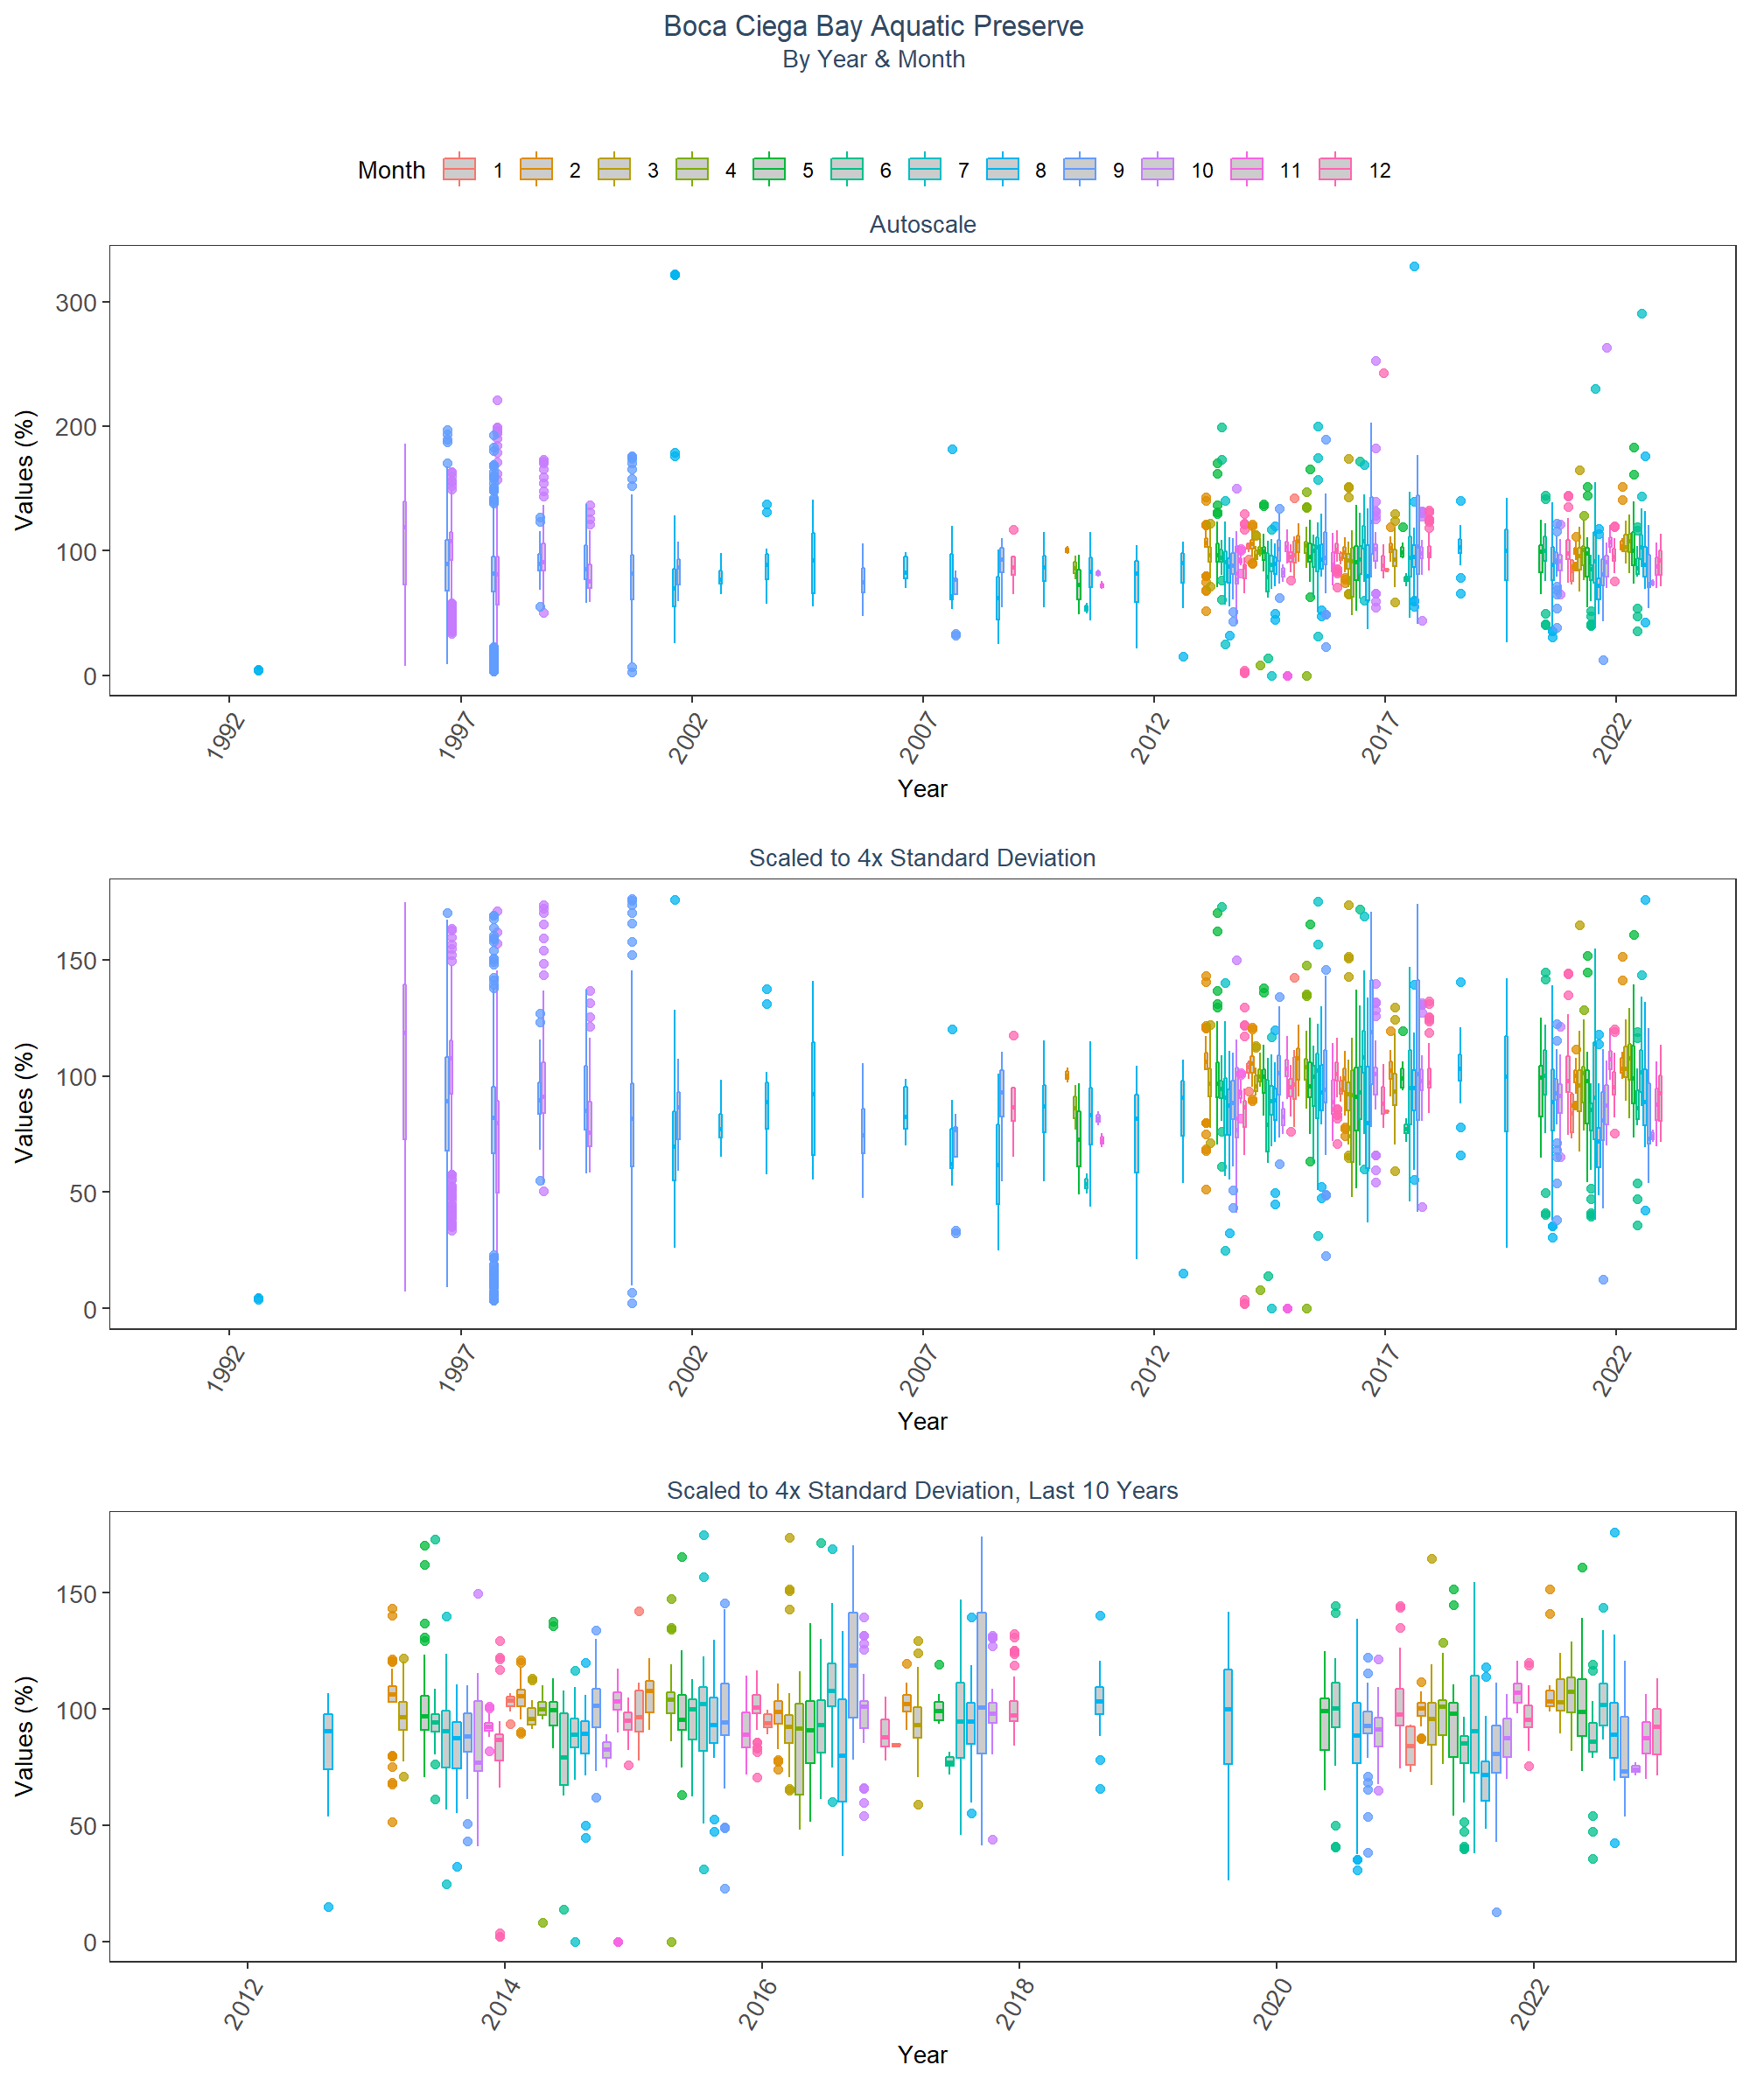 Boca Ciega Bay Aquatic Preserve
By Year & Month
Month 1 2 3 4 5 6 7 8 9 10 11 12
Autoscale
Values (%)
300
200
100
0
1992 1997 2002 2007 2012 2017 2022
Year
Scaled to 4x Standard Deviation
Values (%)
150
100
50
0
1992 1997 2002 2007 2012 2017 2022
Year
Scaled to 4x Standard Deviation, Last 10 Years
Values (%)
150
100
50
0
2012 2014 2016 2018 2020 2022
Year